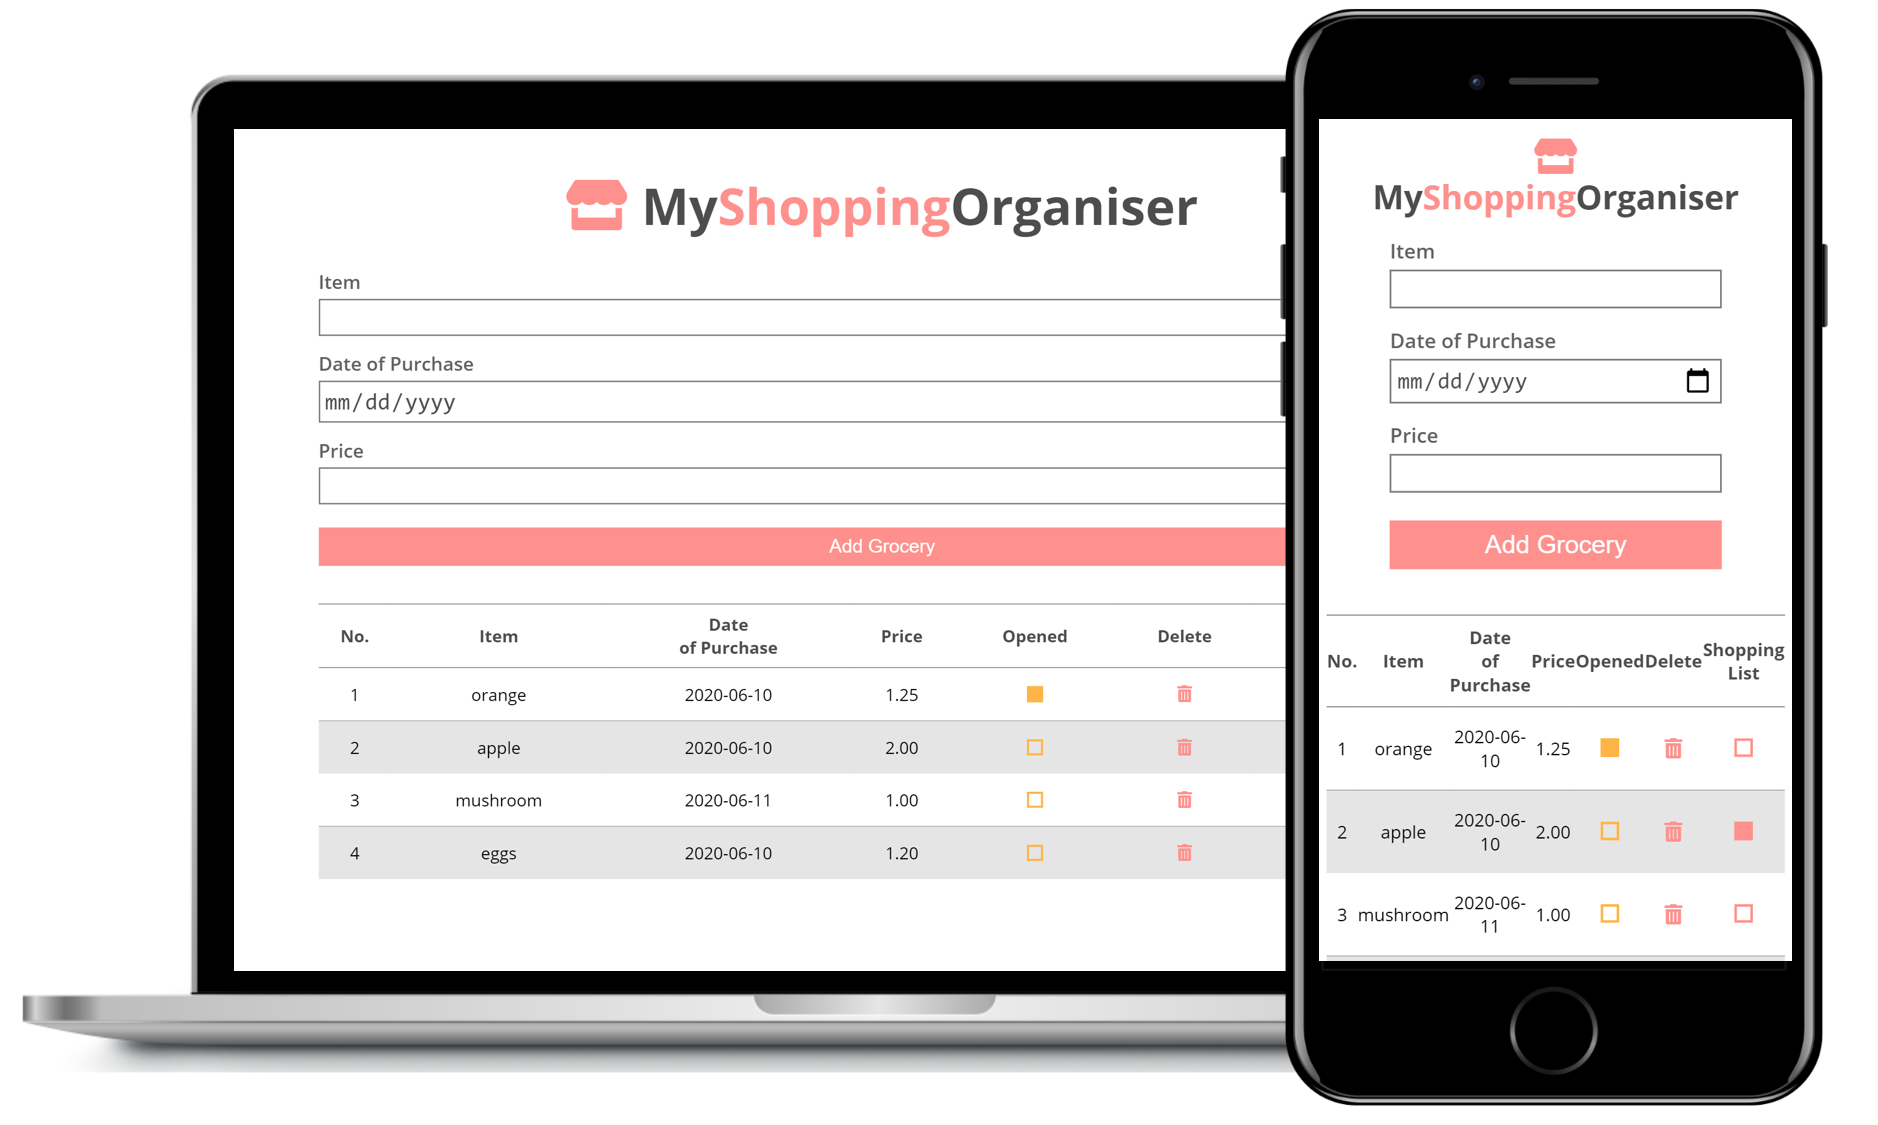 MyShoppingOrganiser
Item
Date of Purchase
mm/dd/yyyy
Price
Add Grocery
No. Item Date of Purchase Price Opened Delete
1 orange 2020-06-10 1.25
2 apple 2020-06-10 2.00
3 mushroom 2020-06-11 1.00
4 eggs 2020-06-10 1.20
MyShoppingOrganiser
Item
Date of Purchase
mm/dd/yyyy
Price
Add Grocery
No. Item Date of Purchase Price Opened Delete Shopping List
1 orange 2020-06-10 1.25
2 apple 2020-06-10 2.00
3 mushroom 2020-06-11 1.00